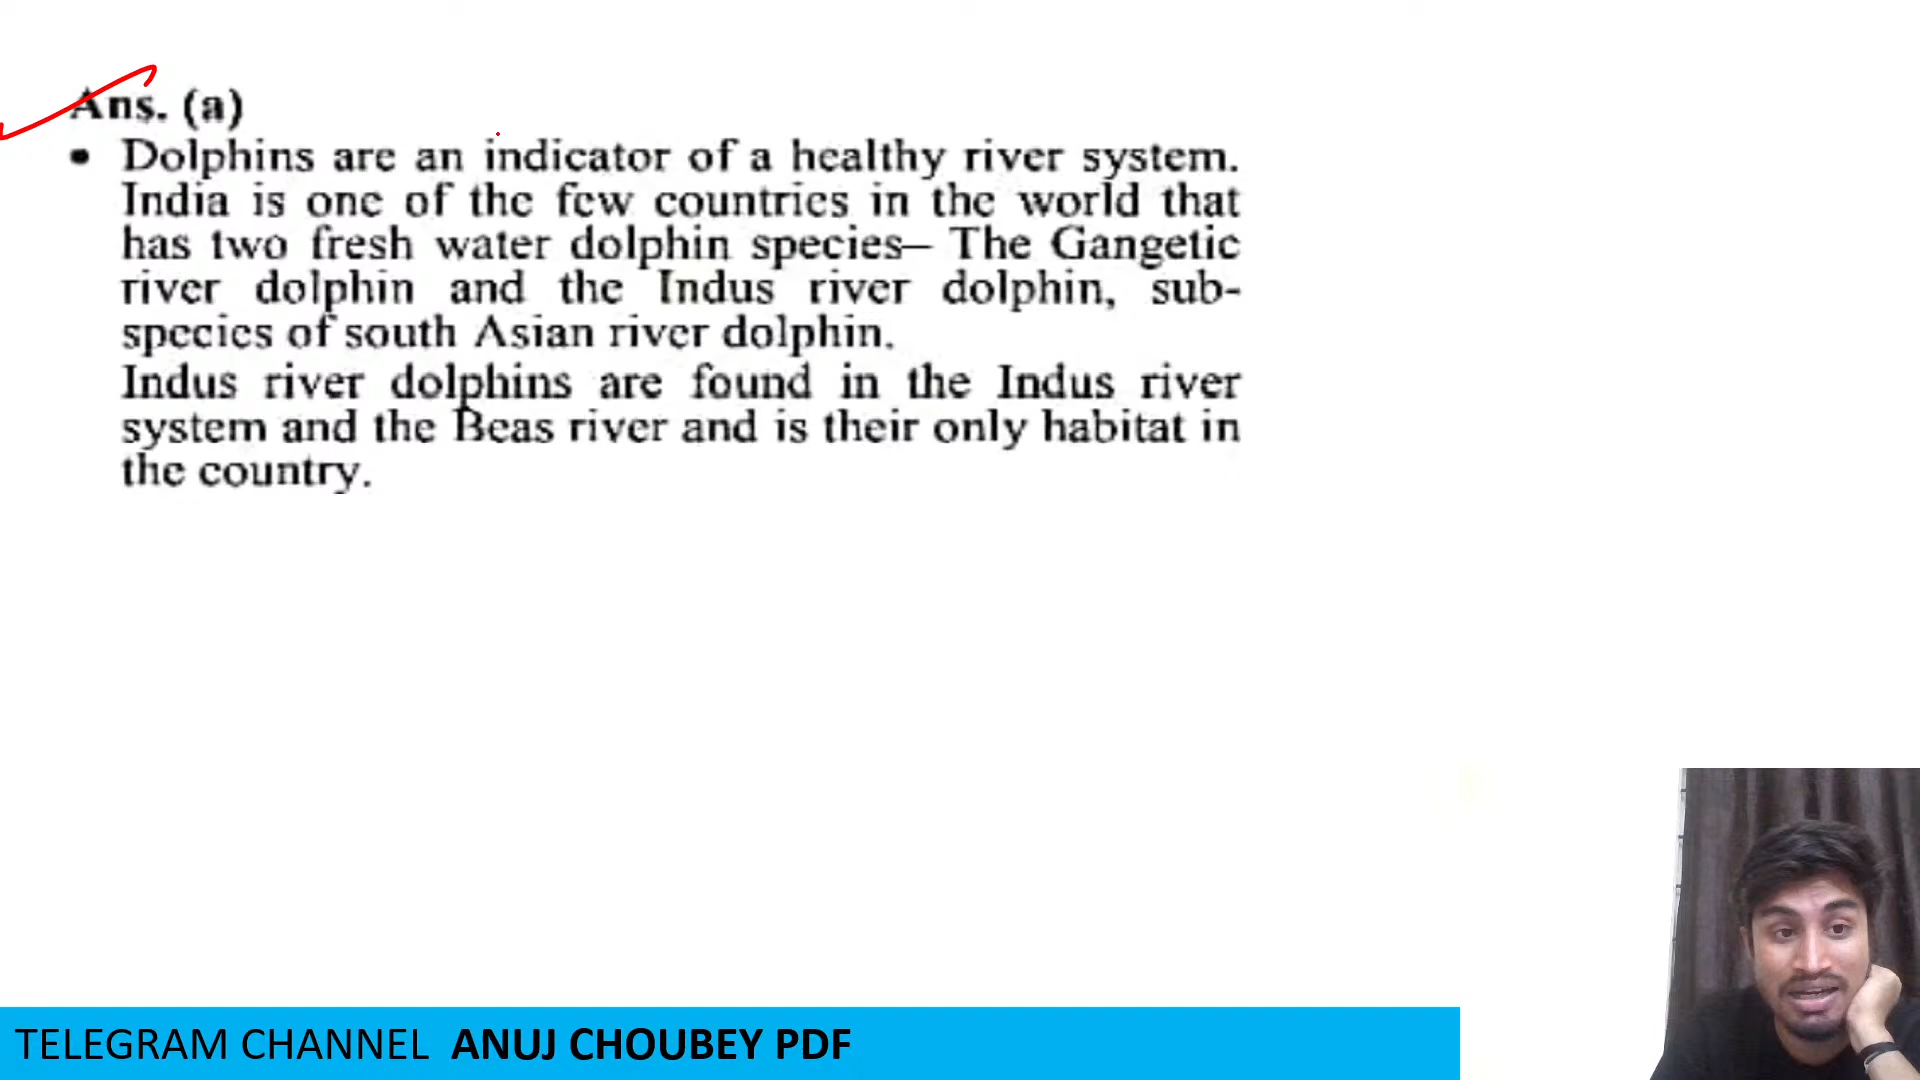 Ans. (a)
• Dolphins are an indicator of a healthy river system.
India is one of the few countries in the world that
has two fresh water dolphin species– The Gangetic
river dolphin and the Indus river dolphin, sub-
species of south Asian river dolphin.
Indus river dolphins are found in the Indus river
system and the Beas river and is their only habitat in
the country.
TELEGRAM CHANNEL ANUJ CHOUBEY PDF